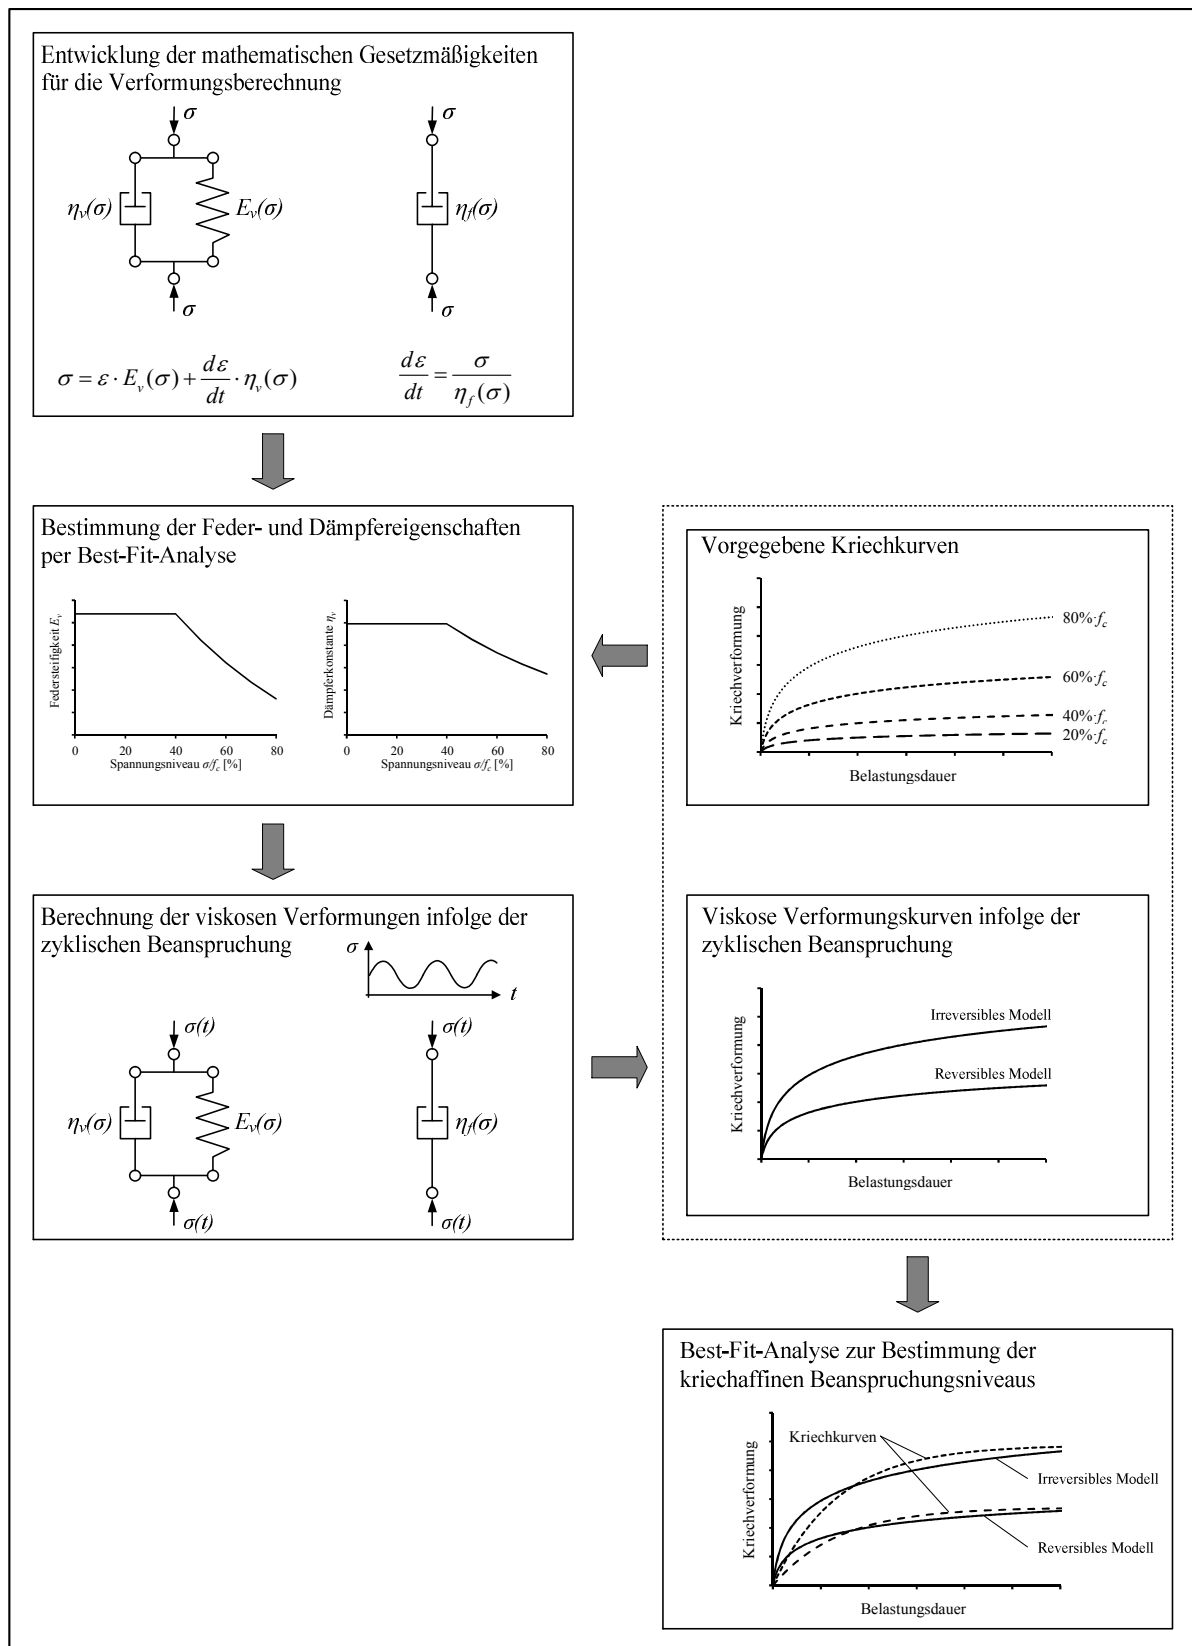 Entwicklung der mathematischen Gesetzmäßigkeiten
für die Verformungsberechnung
σ
σ
ηv(σ)
Ev(σ)
ηf(σ)
σ
σ
σ = ε · Ev(σ) + dε/dt · ηv(σ)
dε/dt = σ/ηf(σ)
Bestimmung der Feder- und Dämpfereigenschaften
per Best-Fit-Analyse
Federsteifigkeit Ev
0 20 40 60 80
Spannungsniveau σ/fc [%]
Dämpferkonstante ηv
0 20 40 60 80
Spannungsniveau σ/fc [%]
Vorgegebene Kriechkurven
Kriechverformung
80%·fc
60%·fc
40%·fc
20%·fc
Belastungsdauer
Berechnung der viskosen Verformungen infolge der
zyklischen Beanspruchung
σ
t
σ(t)
σ(t)
ηv(σ)
Ev(σ)
ηf(σ)
σ(t)
σ(t)
Viskose Verformungskurven infolge der
zyklischen Beanspruchung
Kriechverformung
Irreversibles Modell
Reversibles Modell
Belastungsdauer
Best-Fit-Analyse zur Bestimmung der
kriechaffinen Beanspruchungsniveaus
Kriechverformung
Kriechkurven
Irreversibles Modell
Reversibles Modell
Belastungsdauer